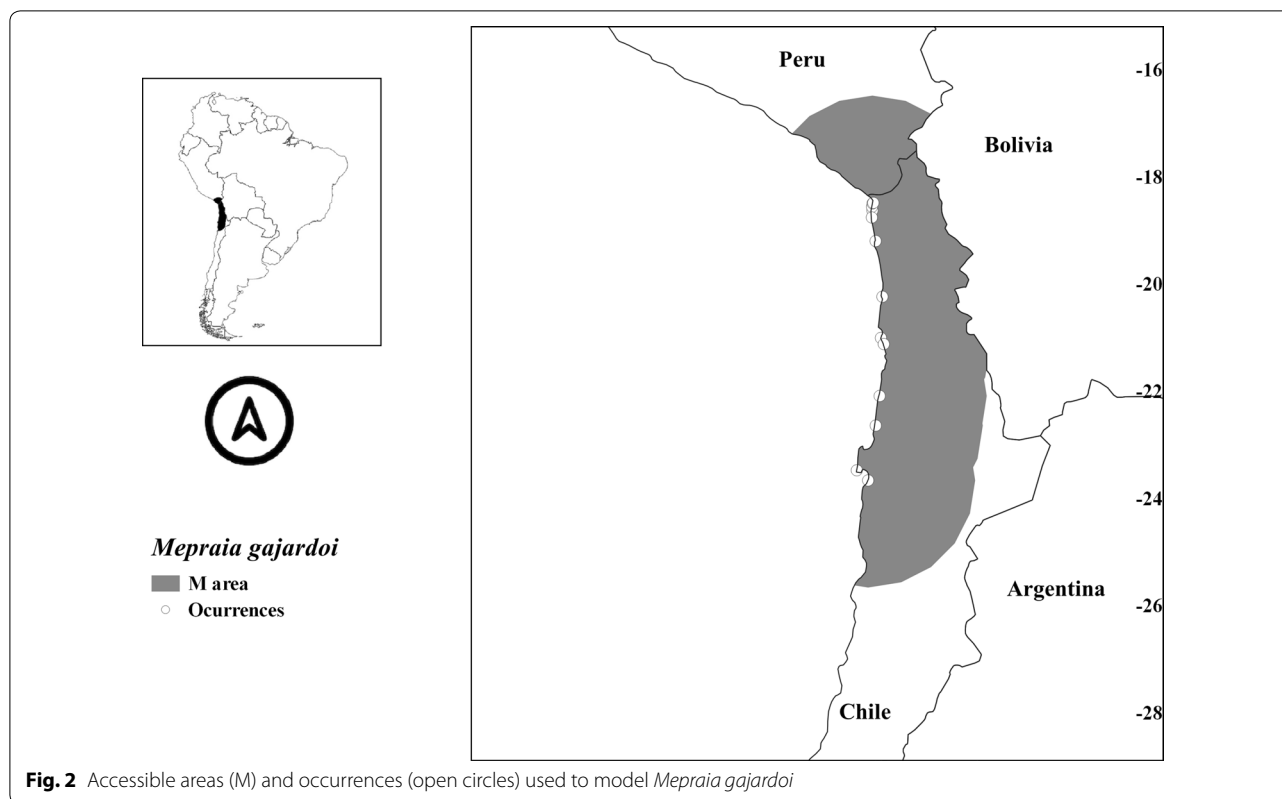 Peru
-16
Bolivia
-18
-20
-22
-24
Mepraia gajardoi
M area
Ocurrences
Argentina
-26
Chile
-28
Fig. 2 Accessible areas (M) and occurrences (open circles) used to model Mepraia gajardoi